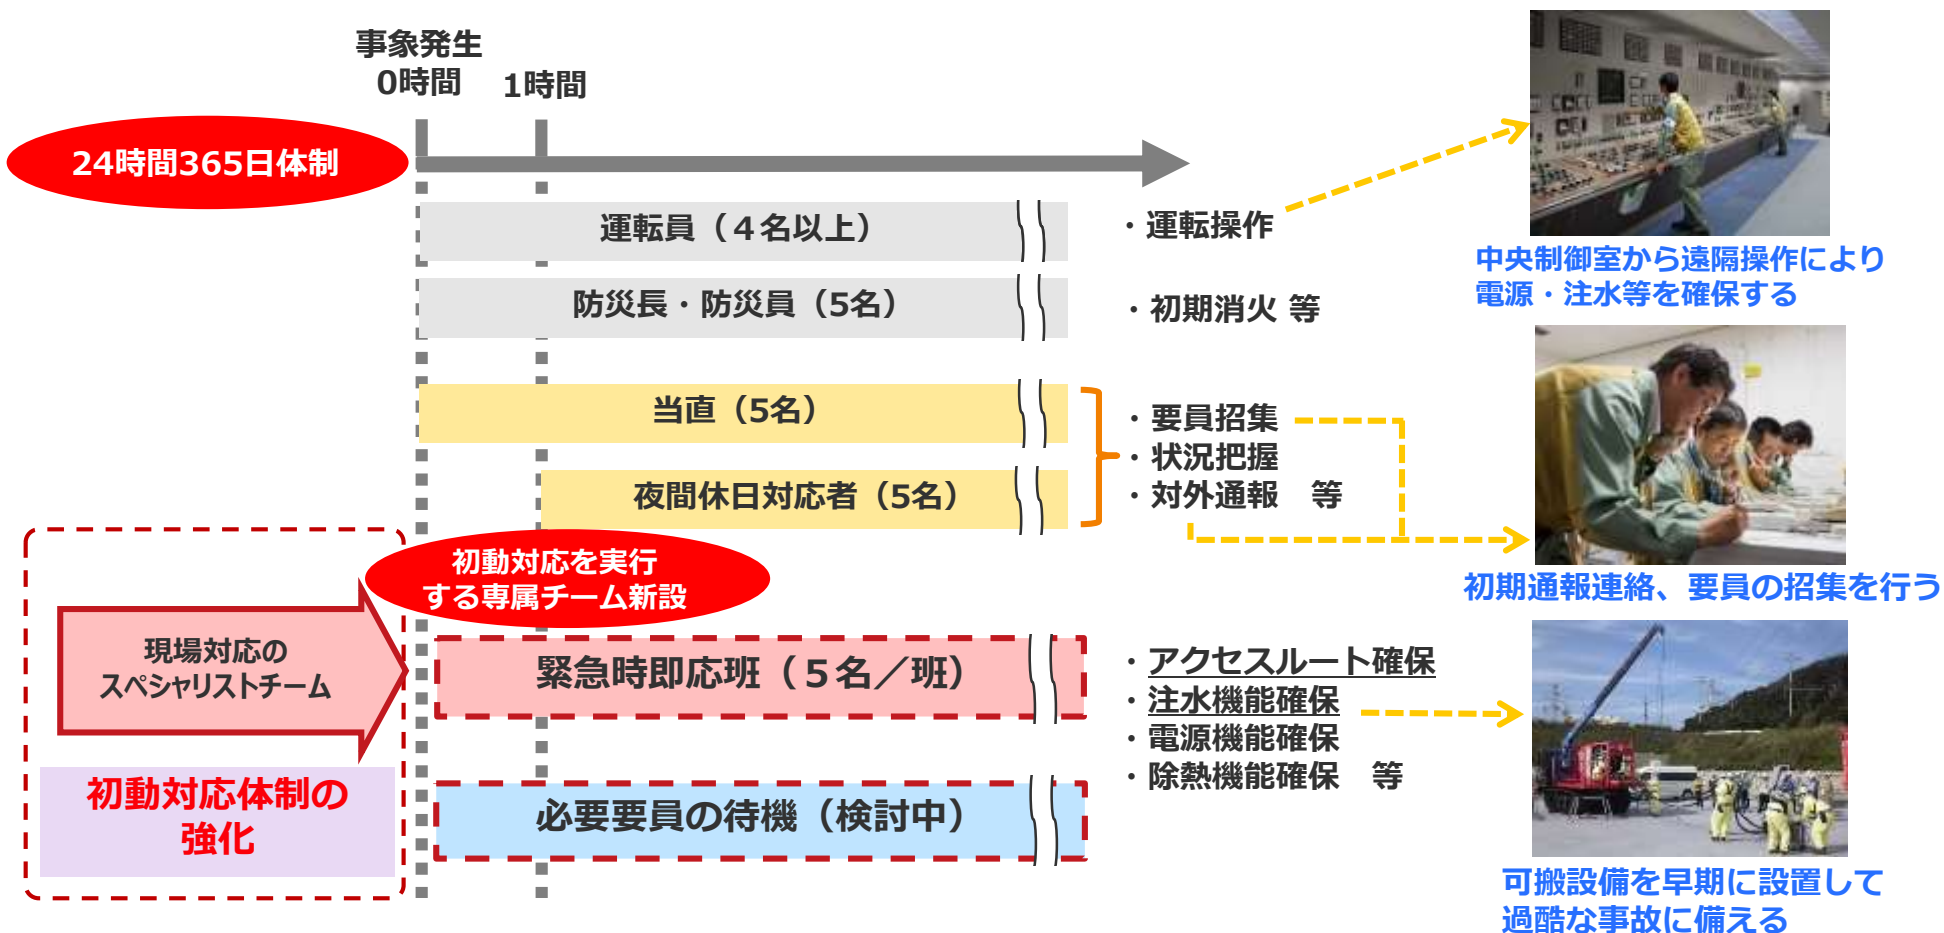 事象発生
0時間
1時間
24時間365日体制
運転員（４名以上）
・運転操作
中央制御室から遠隔操作により
電源・注水等を確保する
防災長・防災員（5名）
・初期消火 等
当直（5名）
夜間休日対応者（5名）
・要員招集
・状況把握
・対外通報　等
初期通報連絡、要員の招集を行う
初動対応を実行
する専属チーム新設
現場対応の
スペシャリストチーム
緊急時即応班（５名／班）
・アクセスルート確保
・注水機能確保
・電源機能確保
・除熱機能確保　等
初動対応体制の
強化
必要要員の待機（検討中）
可搬設備を早期に設置して
過酷な事故に備える